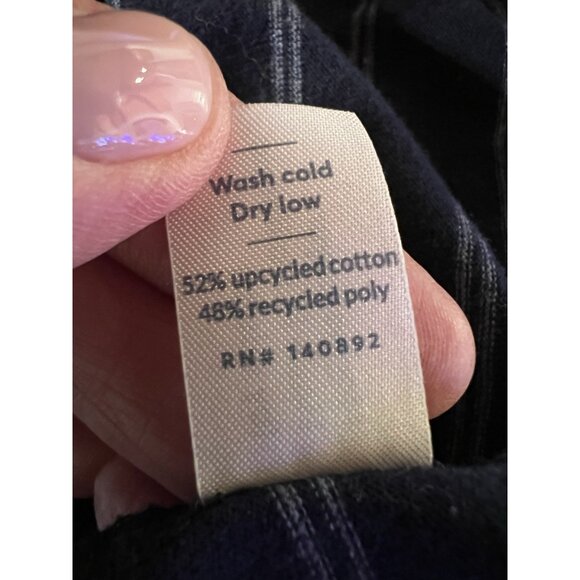 Wash cold
Dry low
52% upcycled cotton
48% recycled poly
RN# 140892